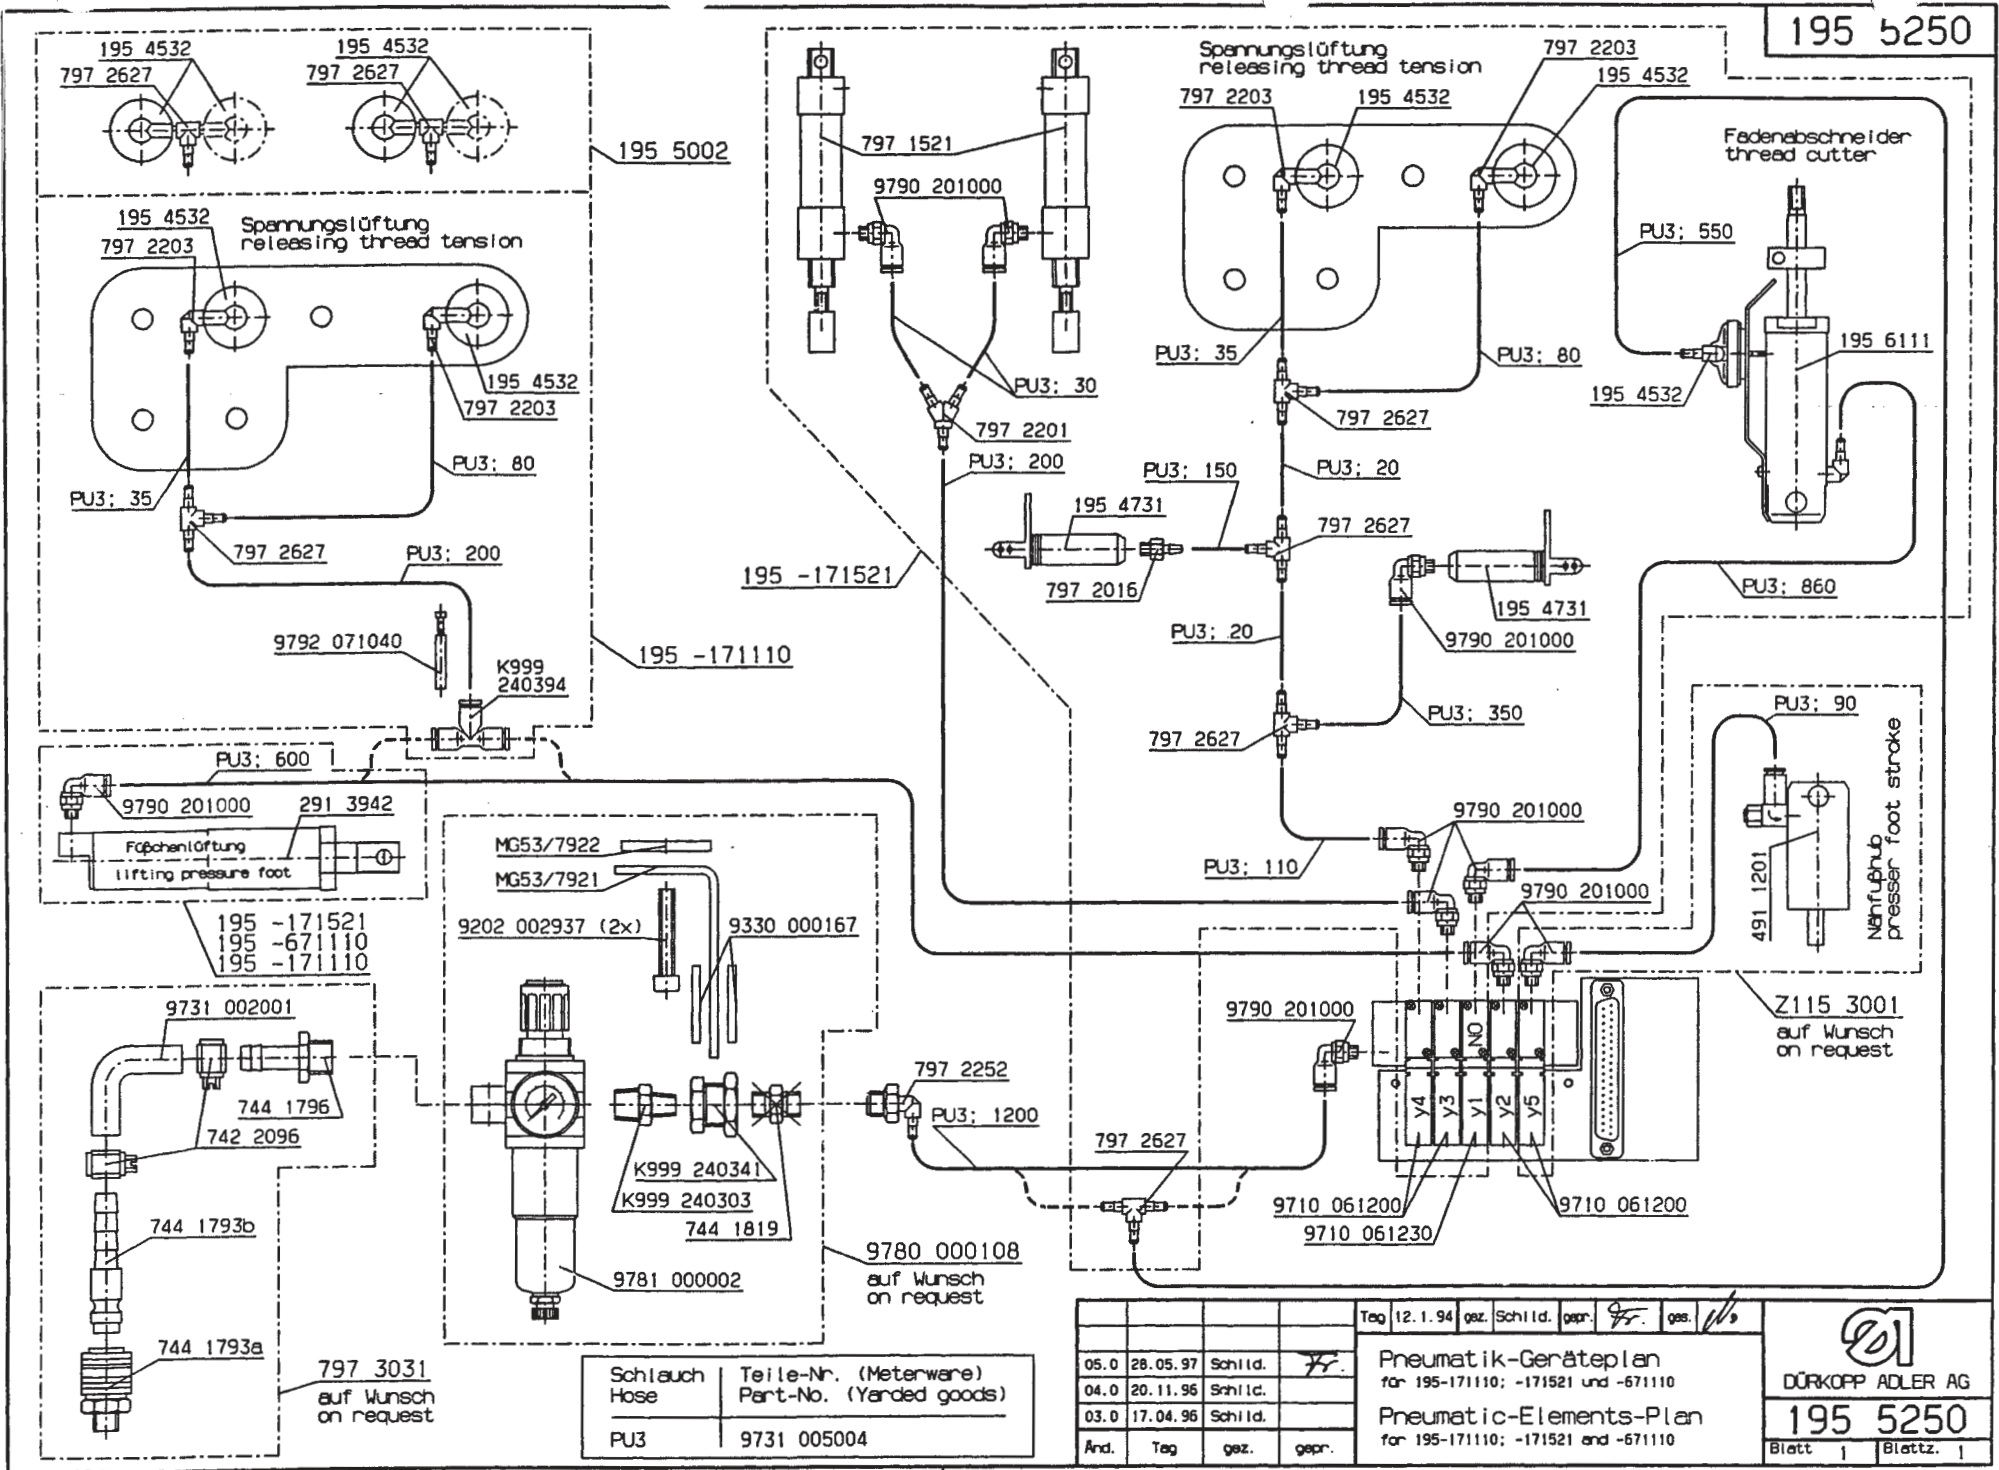 195 5250
195 4532
797 2627
195 4532
797 2627
195 5002
195 4532
797 2203
Spannungslüftung
releasing thread tension
195 4532
797 2203
PU3; 80
PU3; 35
797 2627
PU3; 200
9792 071040
K999
240394
195 -171110
797 1521
9790 201000
PU3; 30
797 2201
PU3; 200
195 -171521
Spannungslüftung
releasing thread tension
797 2203
195 4532
797 2203
195 4532
PU3; 35
PU3; 80
797 2627
PU3; 20
PU3; 150
195 4731
797 2016
797 2627
195 4731
9790 201000
PU3; 20
PU3; 350
797 2627
PU3; 110
9790 201000
Fadenabschneider
thread cutter
PU3; 550
195 6111
195 4532
PU3; 860
PU3; 90
491 1201
Nähfußhub
presser foot stroke
9790 201000
Z115 3001
auf Wunsch
on request
PU3; 600
9790 201000
291 3942
Füßchenlüftung
lifting pressure foot
195 -171521
195 -671110
195 -171110
9731 002001
744 1796
742 2096
744 1793b
744 1793a
797 3031
auf Wunsch
on request
MG53/7922
MG53/7921
9202 002937 (2x)
9330 000167
K999 240341
K999 240303
744 1819
9781 000002
9780 000108
auf Wunsch
on request
797 2252
PU3; 1200
797 2627
9790 201000
NO
y4 y3 y1 y2 y5
9710 061200
9710 061230
9710 061200
Schlauch Teile-Nr. (Meterware)
Hose Part-No. (Yarded goods)
PU3 9731 005004
Tag 12.1.94 gez. Schild. gepr. Fr. ges.
05.0 28.05.97 Schild. Fr.
04.0 20.11.96 Schild.
03.0 17.04.96 Schild.
Änd. Tag gez. gepr.
Pneumatik-Geräteplan
für 195-171110; -171521 und -671110
Pneumatic-Elements-Plan
for 195-171110; -171521 and -671110
DÜRKOPP ADLER AG
195 5250
Blatt 1 Blattz. 1